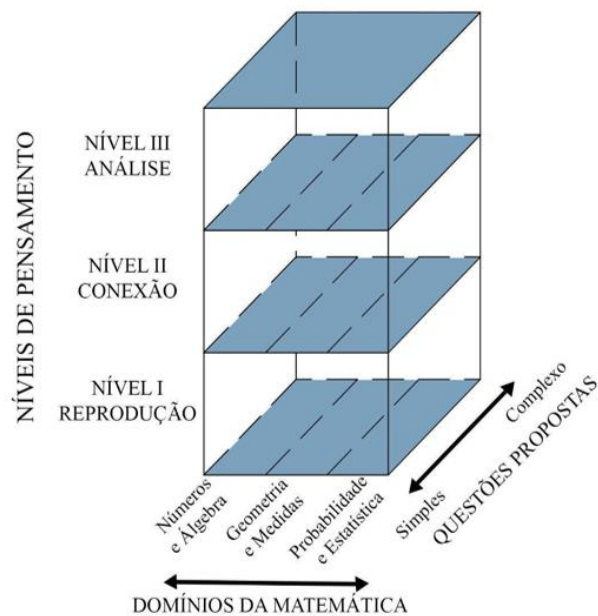 NÍVEIS DE PENSAMENTO
NÍVEL III
ANÁLISE
NÍVEL II
CONEXÃO
NÍVEL I
REPRODUÇÃO
Números
e Álgebra
Geometria
e Medidas
Probabilidade
e Estatística
Simples
Complexo
QUESTÕES PROPOSTAS
DOMÍNIOS DA MATEMÁTICA